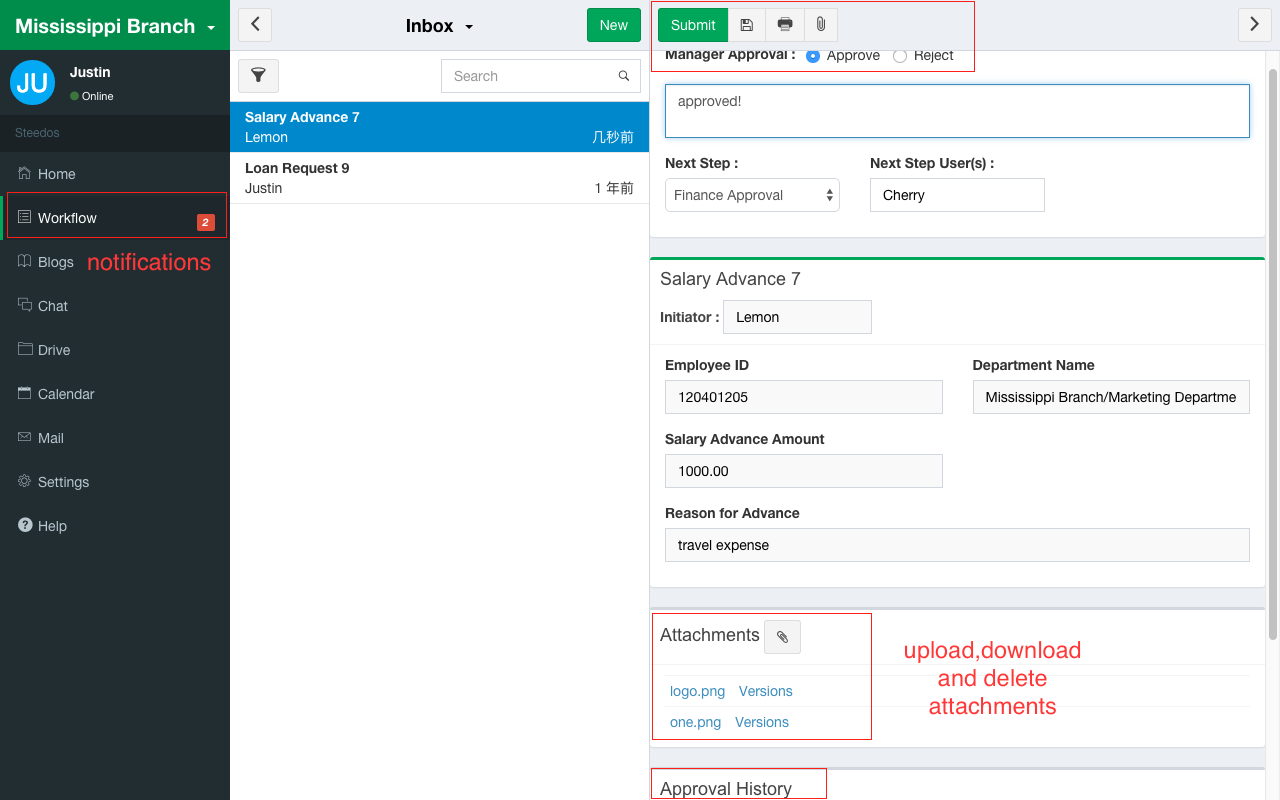 Mississippi Branch
JU
Justin
Online
Steedos
Home
Workflow
2
Blogs
notifications
Chat
Drive
Calendar
Mail
Settings
Help
Inbox
New
Search
Salary Advance 7
Lemon 几秒前
Loan Request 9
Justin 1 年前
Submit
Manager Approval : Approve Reject
approved!
Next Step : Next Step User(s) :
Finance Approval Cherry
Salary Advance 7
Initiator : Lemon
Employee ID Department Name
120401205 Mississippi Branch/Marketing Departme
Salary Advance Amount
1000.00
Reason for Advance
travel expense
Attachments
logo.png Versions
one.png Versions
upload,download
and delete
attachments
Approval History